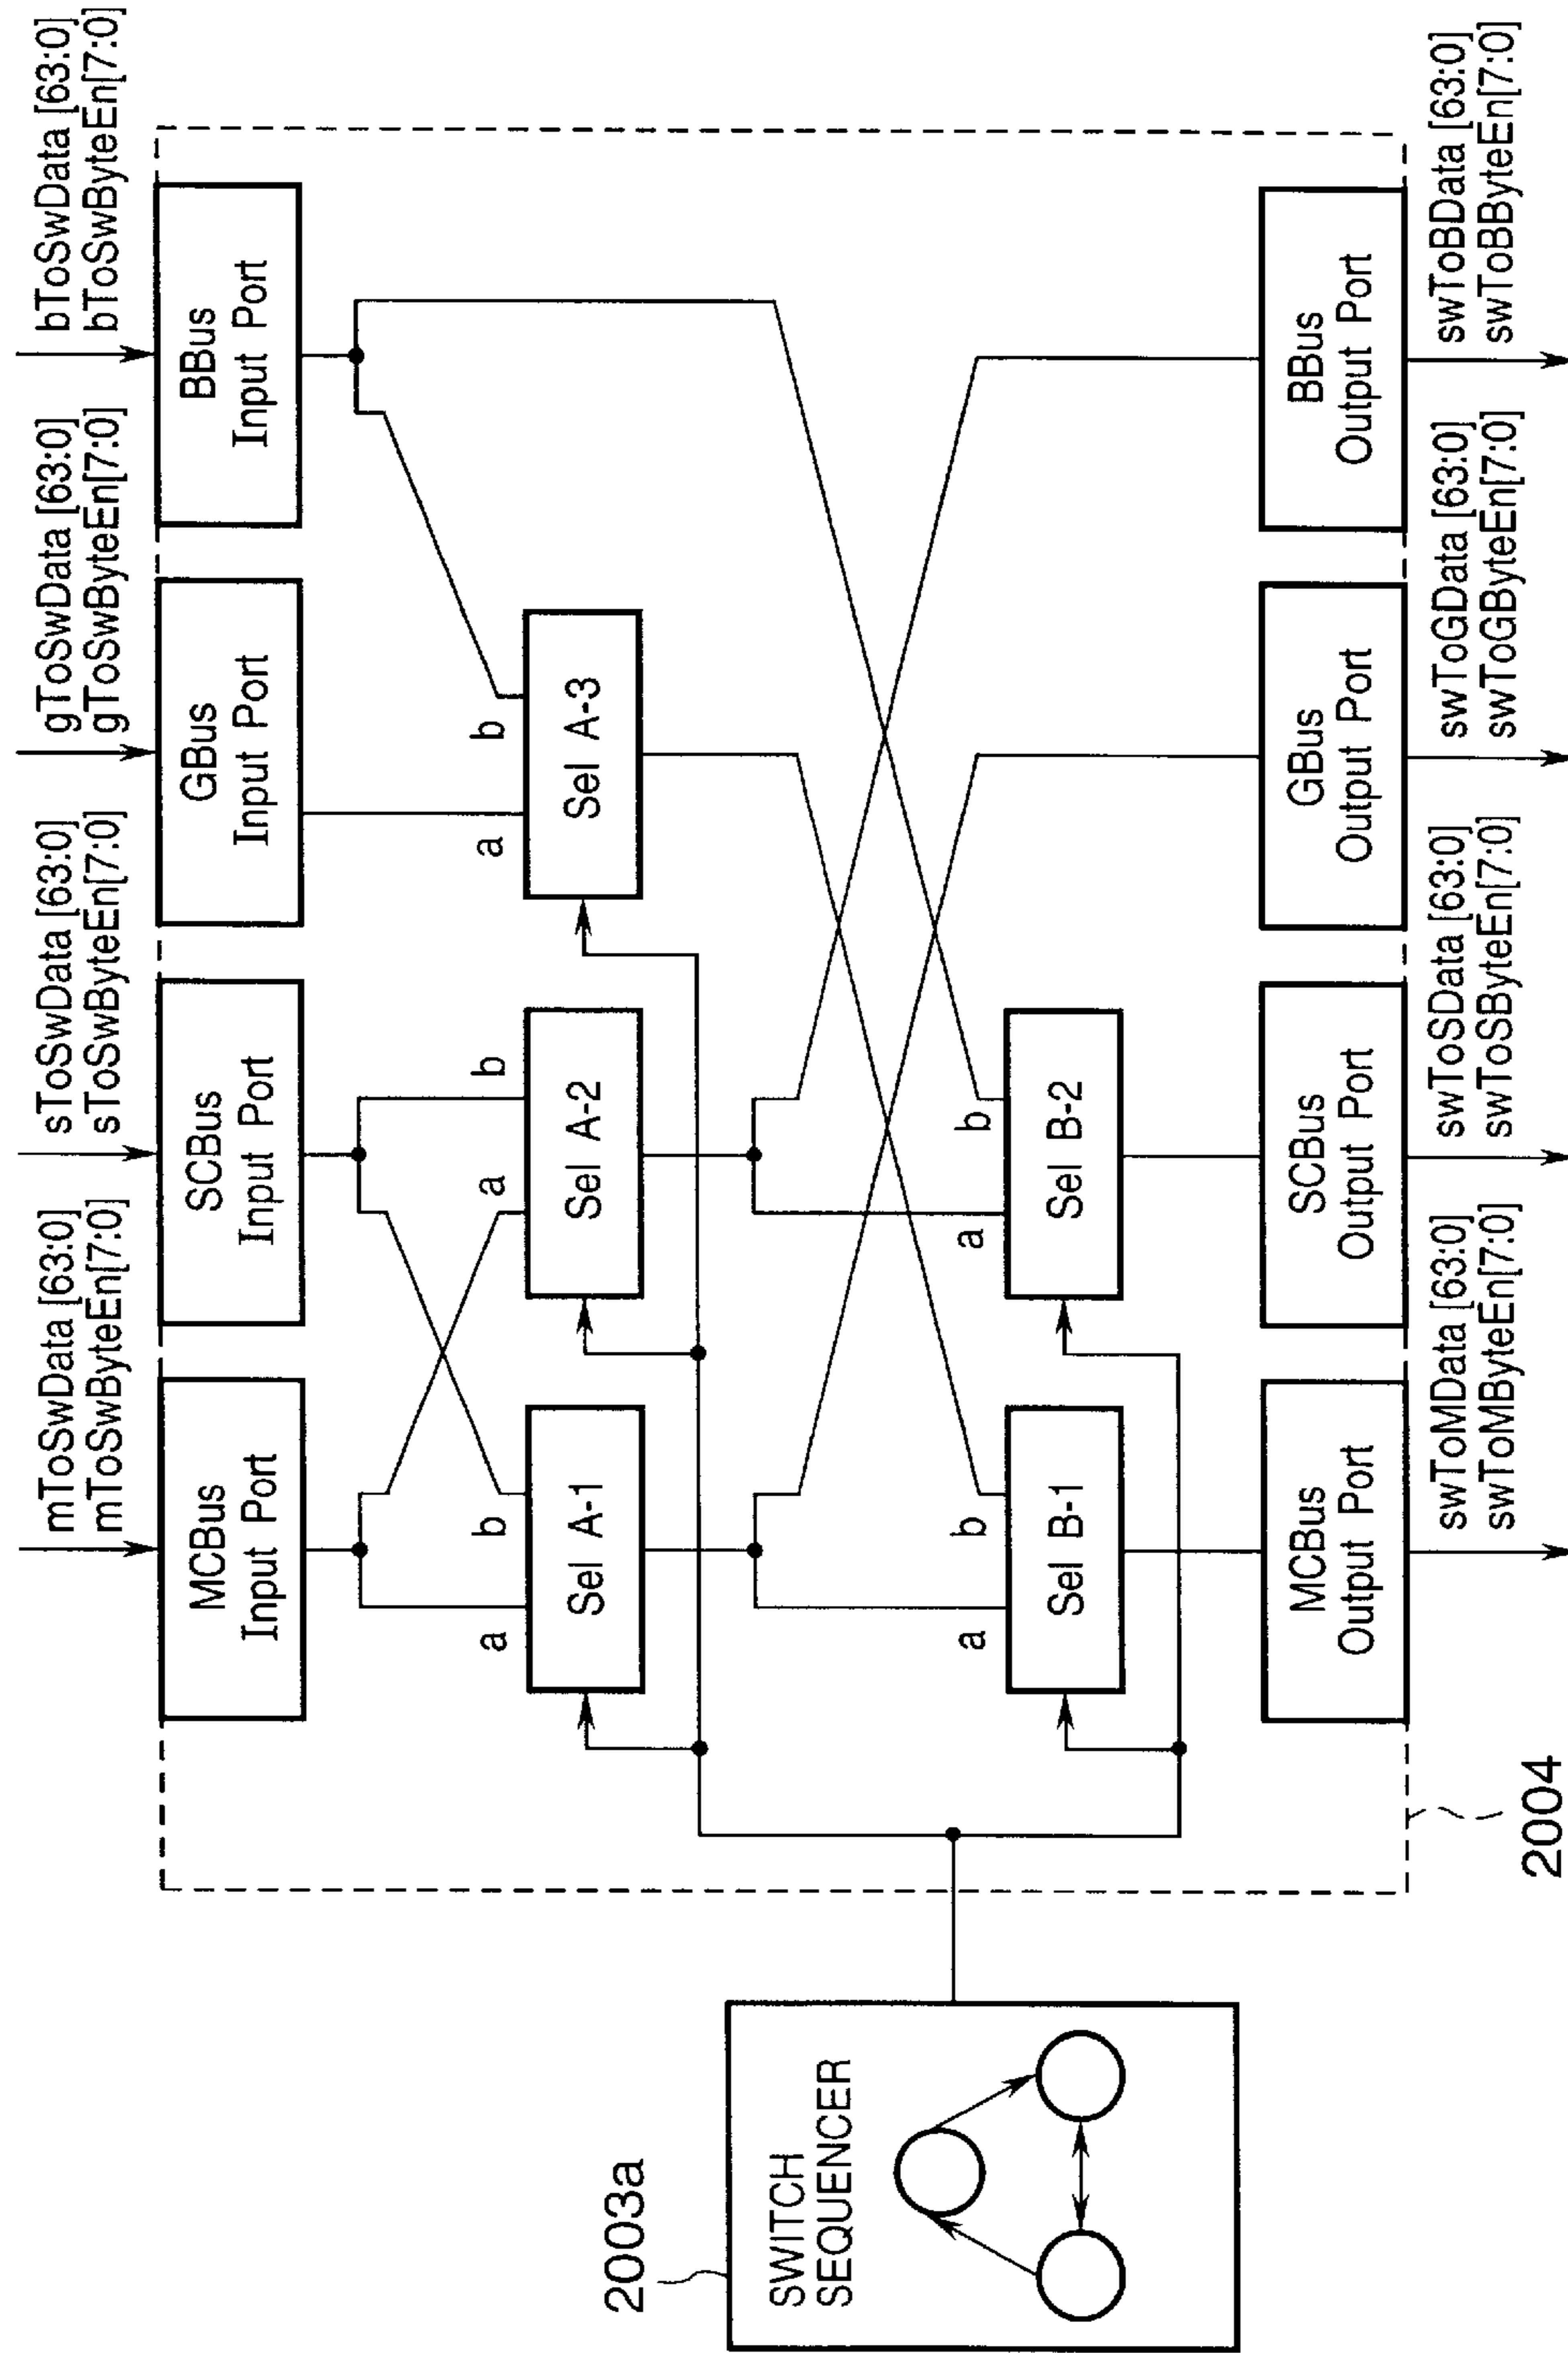 mToSwData [63:0]
mToSwByteEn[7:0]
sToSwData [63:0]
sToSwByteEn[7:0]
gToSwData [63:0]
gToSwByteEn[7:0]
bToSwData [63:0]
bToSwByteEn[7:0]
MCBus
Input Port
SCBus
Input Port
GBus
Input Port
BBus
Input Port
a
b
a
b
a
b
Sel A-1
Sel A-2
Sel A-3
2003a
SWITCH
SEQUENCER
a
b
a
b
Sel B-1
Sel B-2
MCBus
Output Port
SCBus
Output Port
GBus
Output Port
BBus
Output Port
swToMData [63:0]
swToMByteEn[7:0]
swToSData [63:0]
swToSByteEn[7:0]
swToGData [63:0]
swToGByteEn[7:0]
swToBData [63:0]
swToBByteEn[7:0]
2004